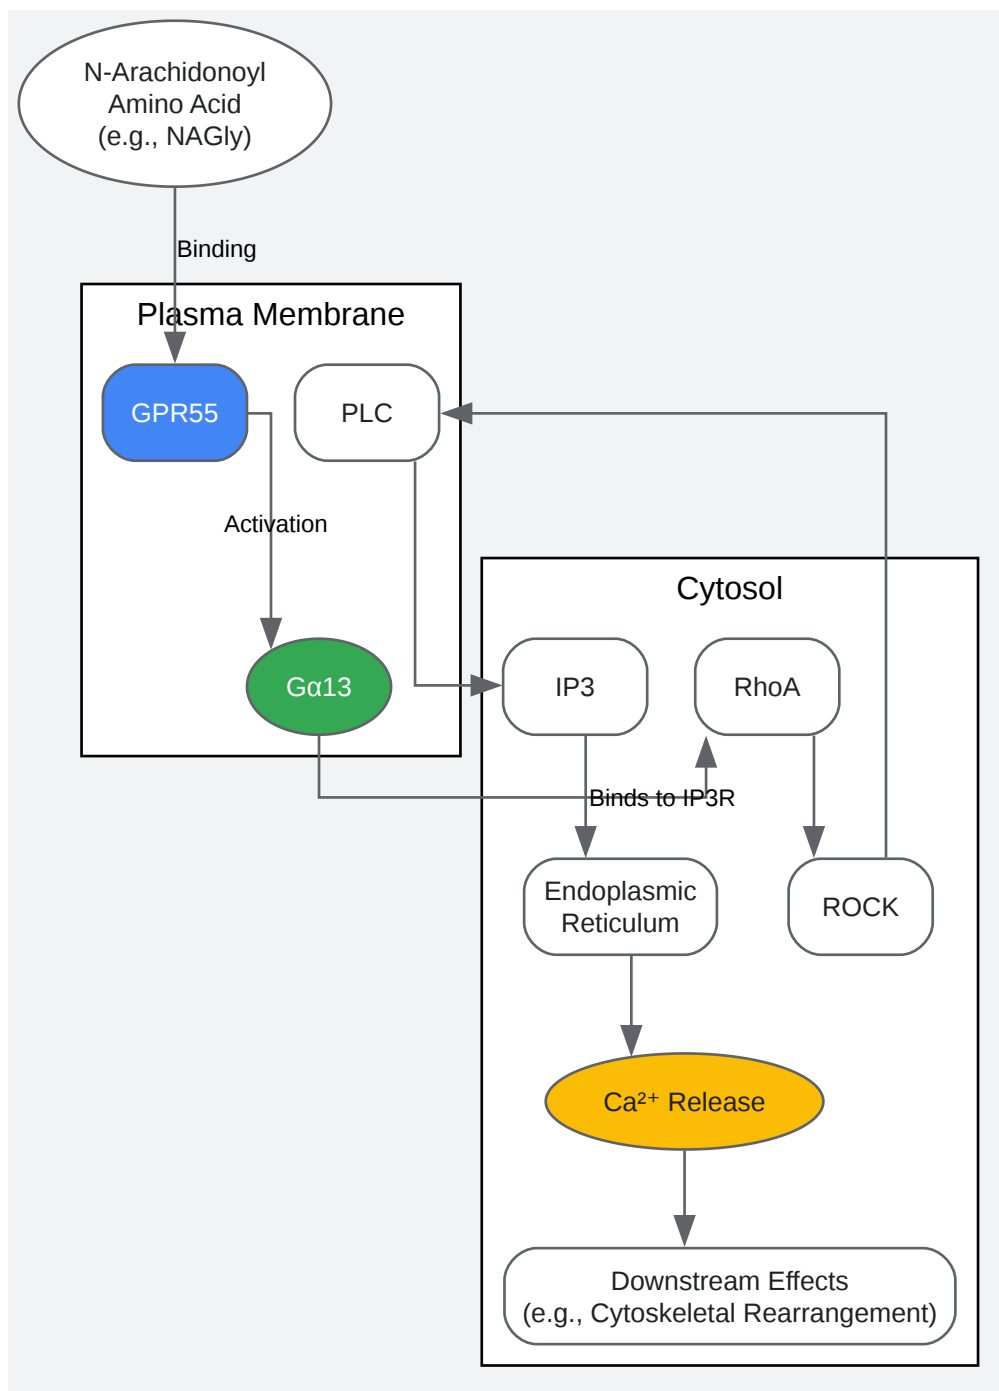 N-Arachidonoyl
Amino Acid
(e.g., NAGly)
Binding
Plasma Membrane
GPR55
PLC
Activation
Cytosol
Gα13
IP3
RhoA
Binds to IP3R
Endoplasmic
Reticulum
ROCK
Ca²⁺ Release
Downstream Effects
(e.g., Cytoskeletal Rearrangement)